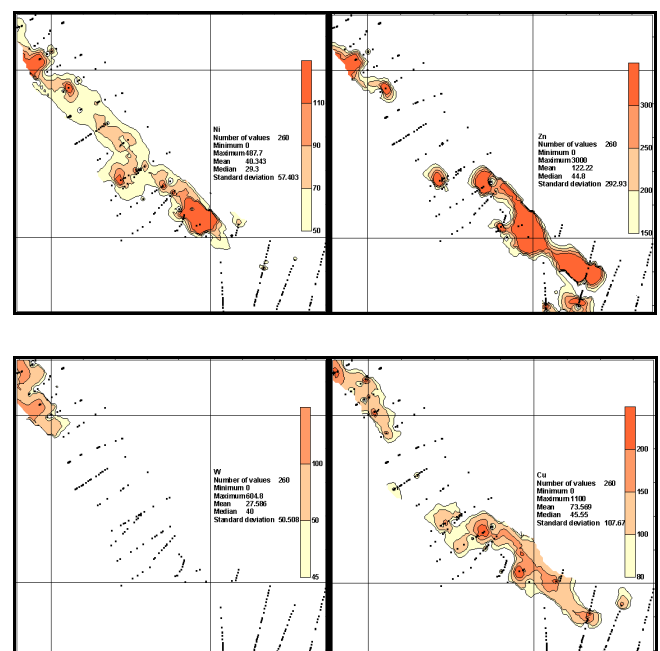 Ni
Number of values 260
Minimum 0
Maximum 487.7
Mean 40.343
Median 29.3
Standard deviation 57.403
110
90
70
50
Zn
Number of values 260
Minimum 0
Maximum 3000
Mean 122.22
Median 44.8
Standard deviation 292.93
300
250
200
150
W
Number of values 260
Minimum 0
Maximum 604.8
Mean 27.586
Median 40
Standard deviation 50.508
100
50
45
Cu
Number of values 260
Minimum 0
Maximum 1100
Mean 73.569
Median 45.55
Standard deviation 107.67
200
150
100
80